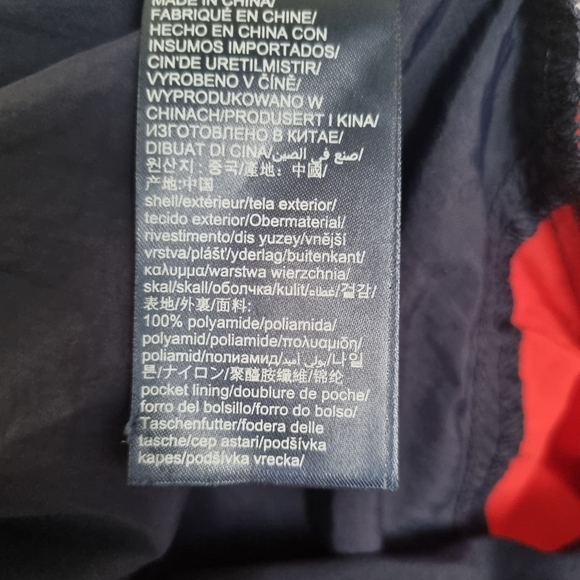 MADE IN CHINA/
FABRIQUÉ EN CHINE/
HECHO EN CHINA CON
INSUMOS IMPORTADOS/
CIN'DE URETILMISTIR/
VYROBENO V ČÍNĚ/
WYPRODUKOWANO W
CHINACH/PRODUSERT I KINA/
ИЗГОТОВЛЕНО В КИТАЕ/
DIBUAT DI CINA/صنع في الصين/
원산지 : 중국/產地：中國/
产地:中国
shell/extérieur/tela exterior/
tecido exterior/Obermaterial/
rivestimento/dis yuzey/vnější
vrstva/plášť/yderlag/buitenkant/
καλυμμα/warstwa wierzchnia/
skal/skall/оболчка/kulit/غطاء/겉감/
表地/外裏/面料:
100% polyamide/poliamida/
polyamid/poliammide/πολυαμιδη/
poliamid/полиамид/بولي أميد/나일
론/ナイロン/聚醯胺纖維/锦纶
pocket lining/doublure de poche/
forro del bolsillo/forro do bolso/
Taschenfutter/fodera delle
tasche/cep astari/podšívka
kapes/podšívka vrecka/